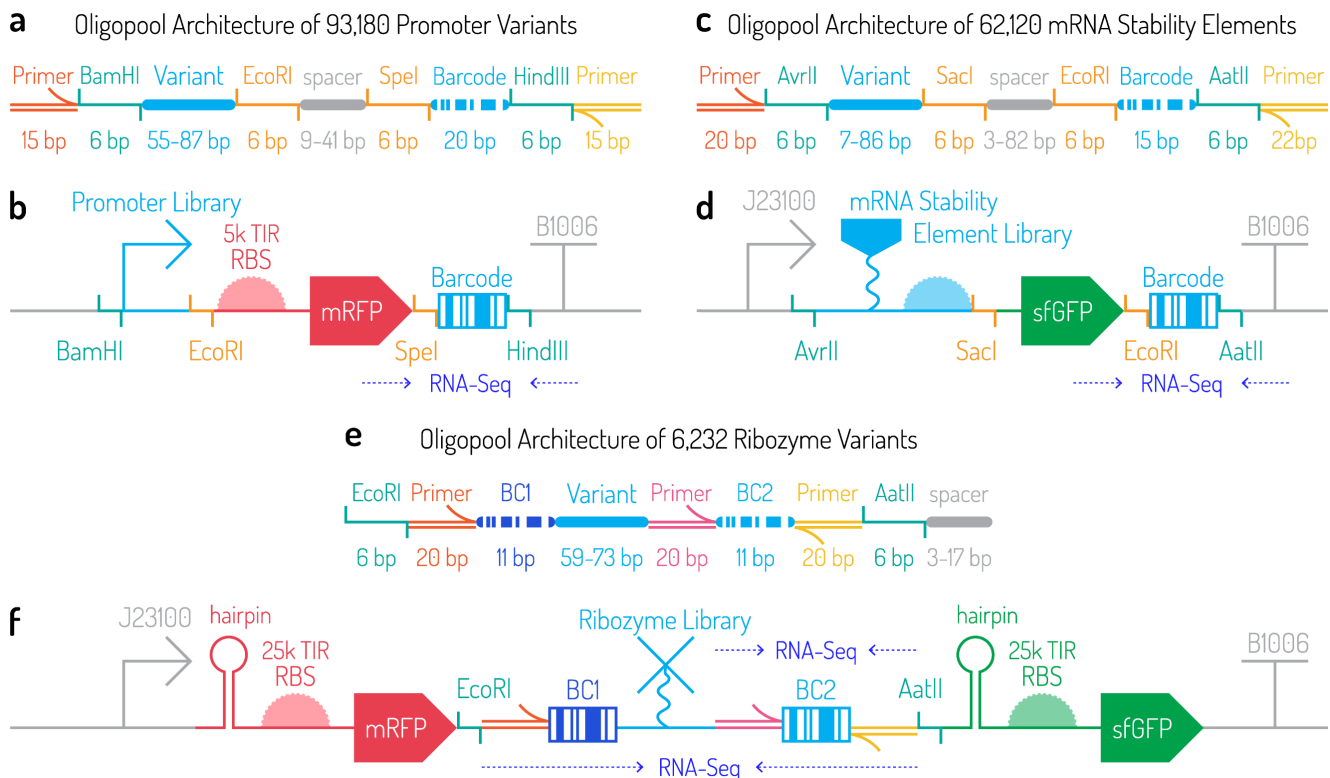 a Oligopool Architecture of 93,180 Promoter Variants
Primer BamHI Variant EcoRI spacer SpeI Barcode HindIII Primer
15 bp 6 bp 55–87 bp 6 bp 9–41 bp 6 bp 20 bp 6 bp 15 bp
b Promoter Library
5k TIR
RBS
mRFP
Barcode
B1006
BamHI EcoRI SpeI HindIII
RNA-Seq
c Oligopool Architecture of 62,120 mRNA Stability Elements
Primer AvrII Variant SacI spacer EcoRI Barcode AatII Primer
20 bp 6 bp 7–86 bp 6 bp 3–82 bp 6 bp 15 bp 6 bp 22bp
d J23100
mRNA Stability
Element Library
sfGFP
Barcode
B1006
AvrII SacI EcoRI AatII
RNA-Seq
e Oligopool Architecture of 6,232 Ribozyme Variants
EcoRI Primer BC1 Variant Primer BC2 Primer AatII spacer
6 bp 20 bp 11 bp 59–73 bp 20 bp 11 bp 20 bp 6 bp 3–17 bp
f J23100
hairpin
25k TIR
RBS
mRFP
EcoRI
BC1
Ribozyme Library
RNA-Seq
BC2
AatII
hairpin
25k TIR
RBS
sfGFP
B1006
RNA-Seq